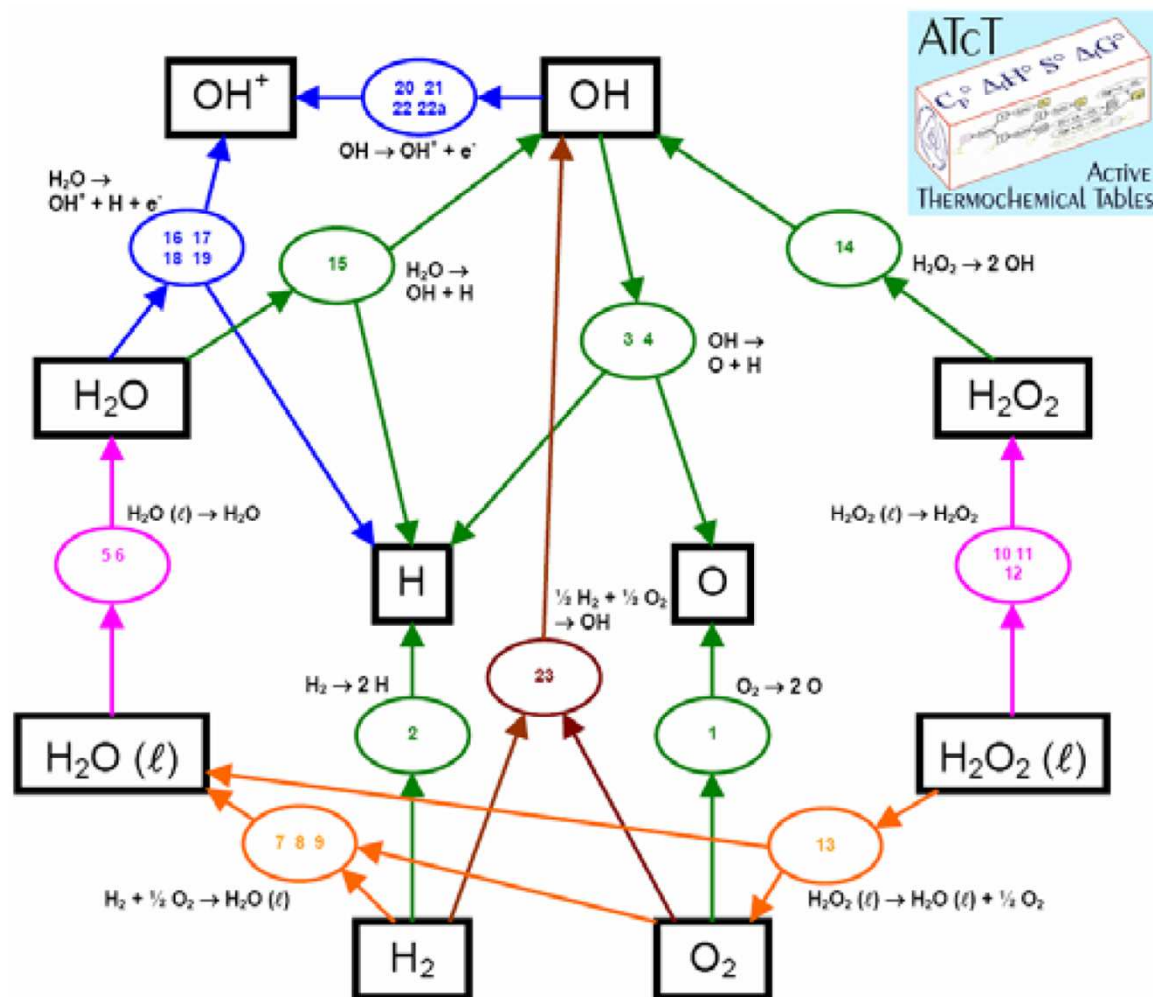 ATcT
Cp° ΔfH° S° ΔfG°
ACTIVE
THERMOCHEMICAL TABLES
OH⁺
20 21
22 22a
OH
OH → OH⁺ + e⁻
H₂O →
OH⁺ + H + e⁻
16 17
18 19
15
H₂O →
OH + H
14
H₂O₂ → 2 OH
3 4
OH →
O + H
H₂O
H₂O₂
H₂O (ℓ) → H₂O
H₂O₂ (ℓ) → H₂O₂
5 6
10 11
12
H
O
½ H₂ + ½ O₂
→ OH
23
H₂ → 2 H
O₂ → 2 O
2
1
H₂O (ℓ)
H₂O₂ (ℓ)
7 8 9
13
H₂ + ½ O₂ → H₂O (ℓ)
H₂O₂ (ℓ) → H₂O (ℓ) + ½ O₂
H₂
O₂